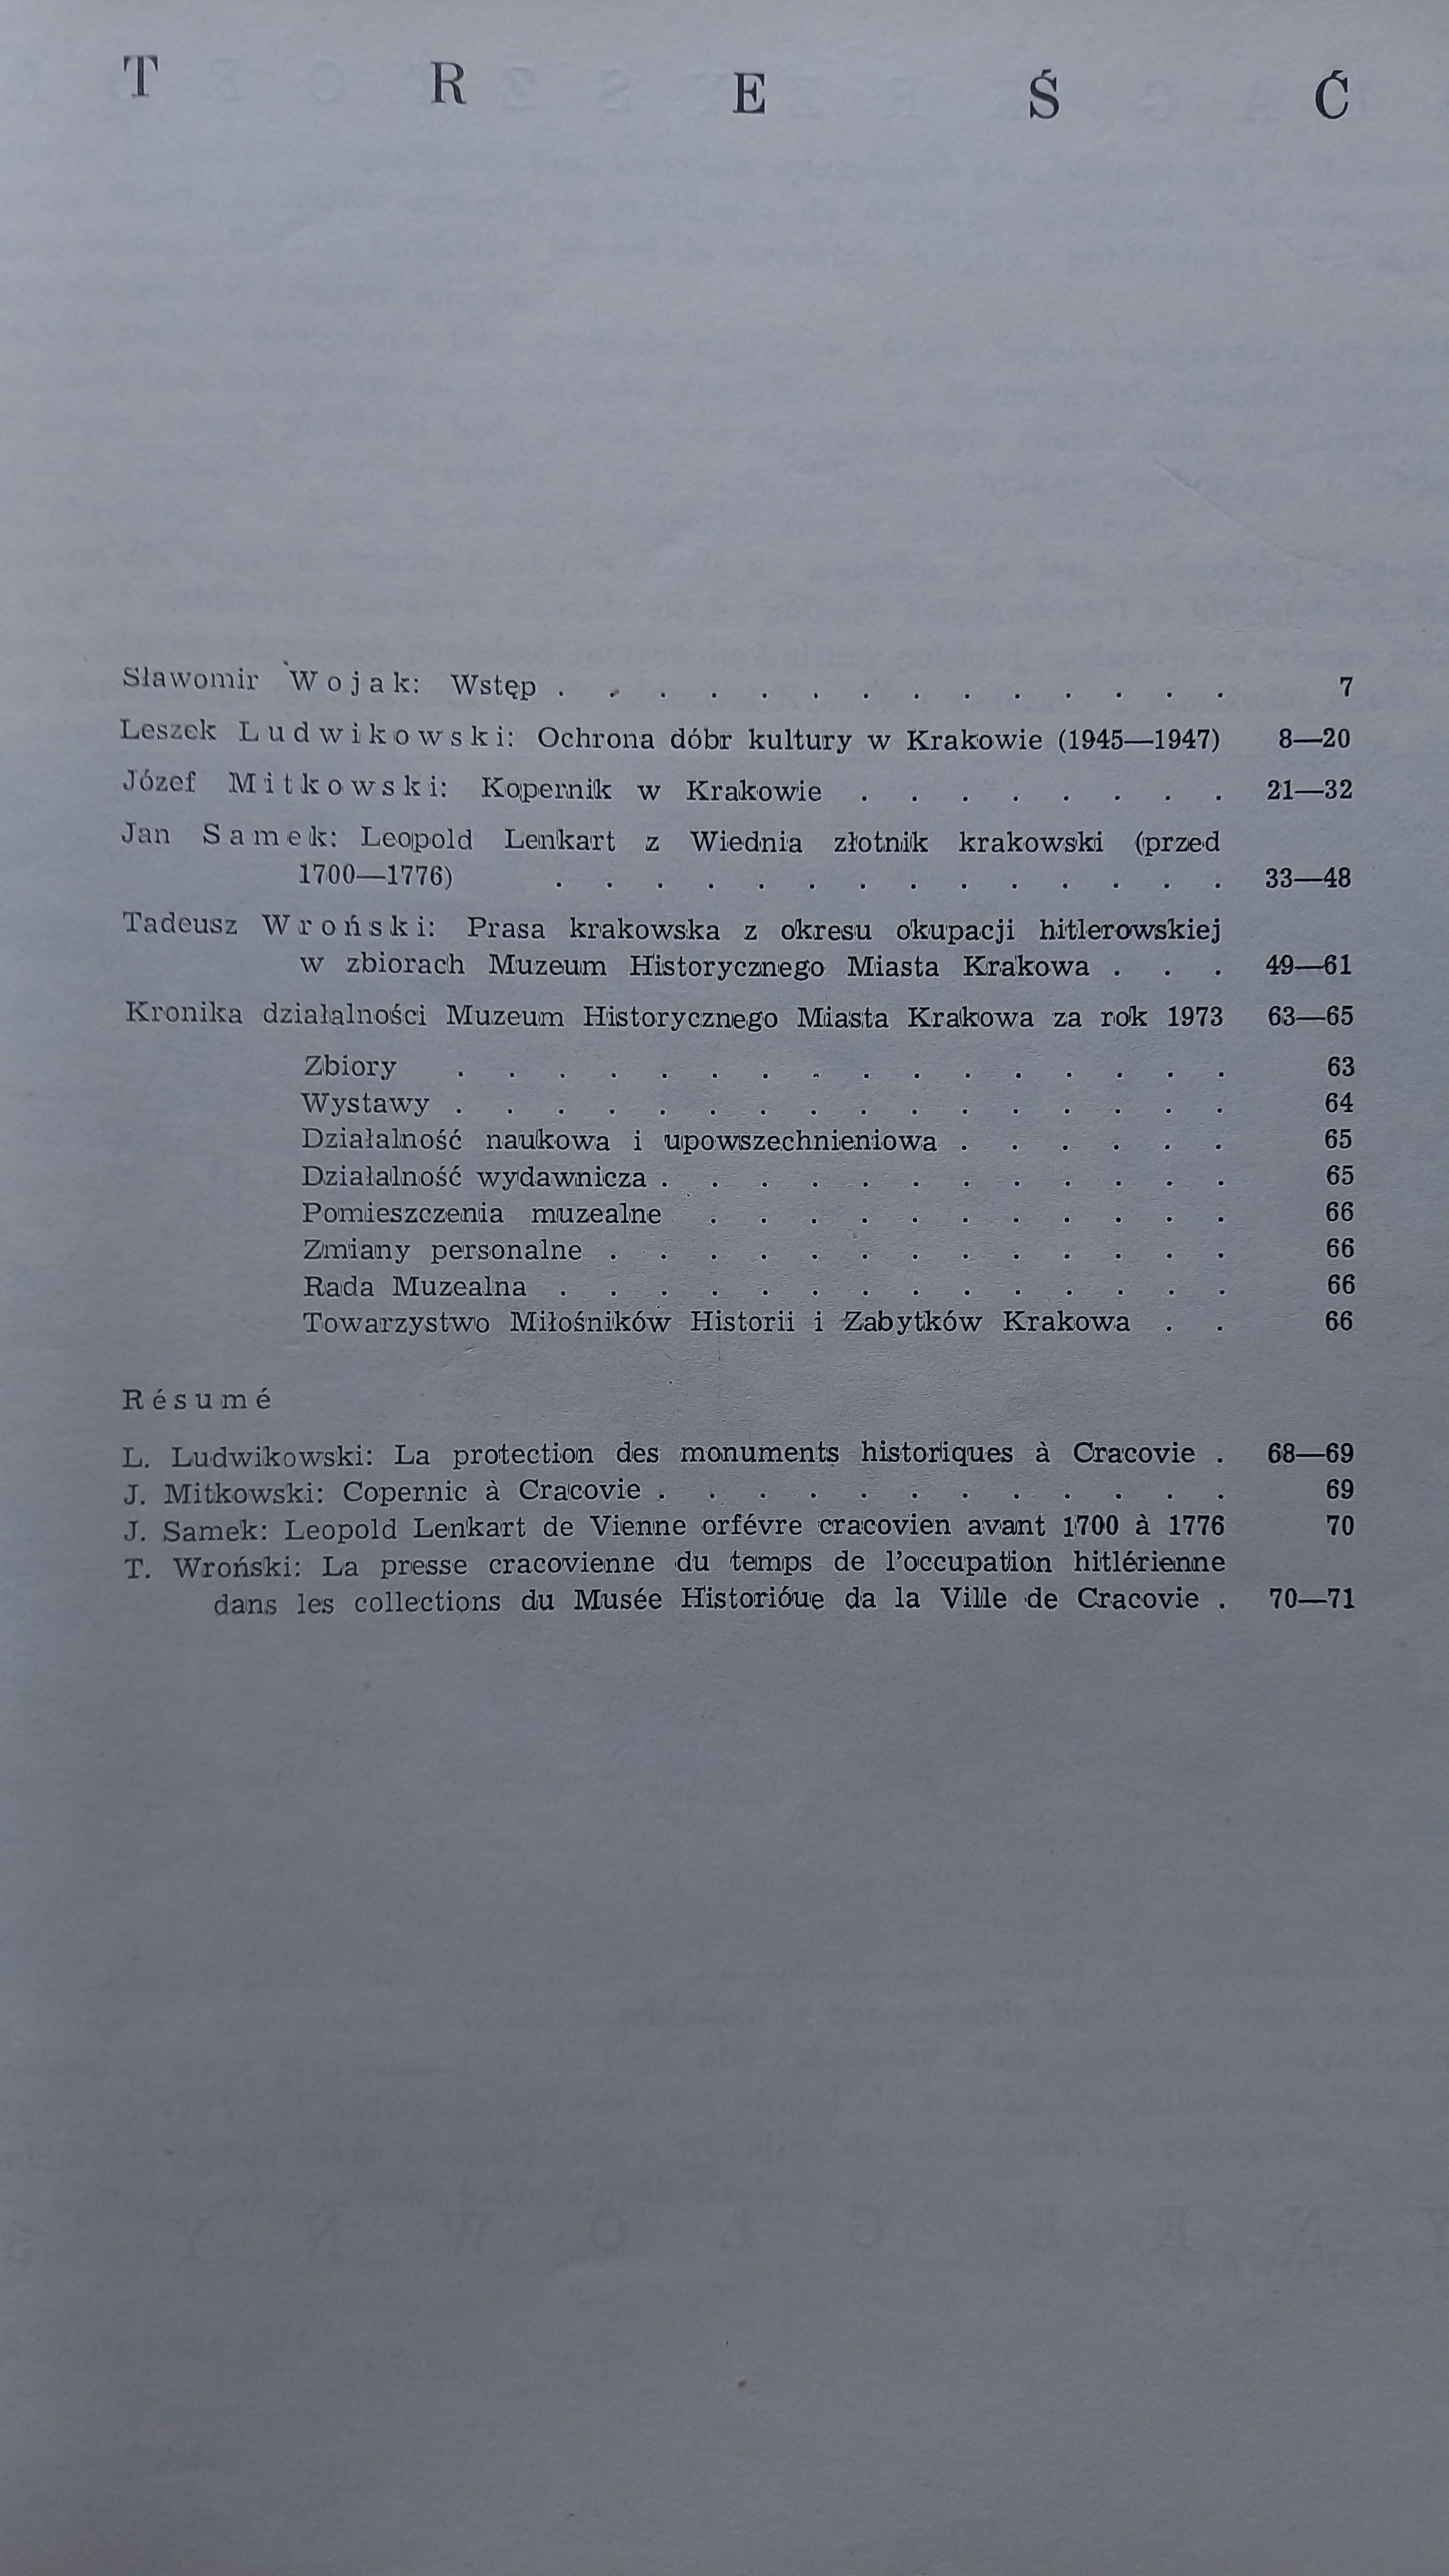 TREŚĆ
Sławomir Wojak: Wstęp . . . . . . . . . . . . . . 7
Leszek Ludwikowski: Ochrona dóbr kultury w Krakowie (1945—1947) 8—20
Józef Mitkowski: Kopernik w Krakowie . . . . . . . . 21—32
Jan Samek: Leopold Lenkart z Wiednia złotnik krakowski (przed
1700—1776) . . . . . . . . . . . . . . 33—48
Tadeusz Wroński: Prasa krakowska z okresu okupacji hitlerowskiej
w zbiorach Muzeum Historycznego Miasta Krakowa . . . 49—61
Kronika działalności Muzeum Historycznego Miasta Krakowa za rok 1973 63—65
Zbiory . . . . . . . . . . . . . . . . 63
Wystawy . . . . . . . . . . . . . . . . 64
Działalność naukowa i upowszechnieniowa . . . . . . 65
Działalność wydawnicza . . . . . . . . . . . . 65
Pomieszczenia muzealne . . . . . . . . . . . 66
Zmiany personalne . . . . . . . . . . . . . 66
Rada Muzealna . . . . . . . . . . . . . . 66
Towarzystwo Miłośników Historii i Zabytków Krakowa . . 66
Résumé
L. Ludwikowski: La protection des monuments historiques à Cracovie . 68—69
J. Mitkowski: Copernic à Cracovie . . . . . . . . . . . . 69
J. Samek: Leopold Lenkart de Vienne orfévre cracovien avant 1700 à 1776 70
T. Wroński: La presse cracovienne du temps de l'occupation hitlérienne
dans les collections du Musée Historióue da la Ville de Cracovie . 70—71